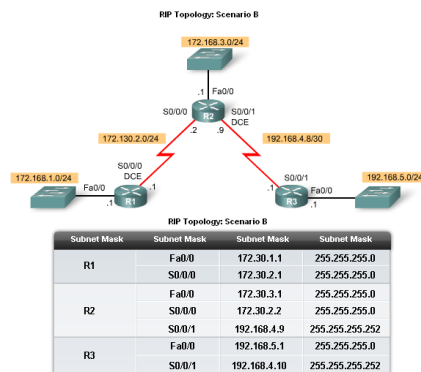 RIP Topology: Scenario B
172.168.3.0/24
.1 Fa0/0
S0/0/0 S0/0/1
R2 DCE
.2 .9
172.130.2.0/24 192.168.4.8/30
S0/0/0 S0/0/1
172.168.1.0/24 DCE 192.168.5.0/24
Fa0/0 .1 .1 Fa0/0
.1 R1 R3 .1
RIP Topology: Scenario B
Subnet Mask Subnet Mask Subnet Mask Subnet Mask
R1 Fa0/0 172.30.1.1 255.255.255.0
S0/0/0 172.30.2.1 255.255.255.0
R2 Fa0/0 172.30.3.1 255.255.255.0
S0/0/0 172.30.2.2 255.255.255.0
S0/0/1 192.168.4.9 255.255.255.252
R3 Fa0/0 192.168.5.1 255.255.255.0
S0/0/1 192.168.4.10 255.255.255.252